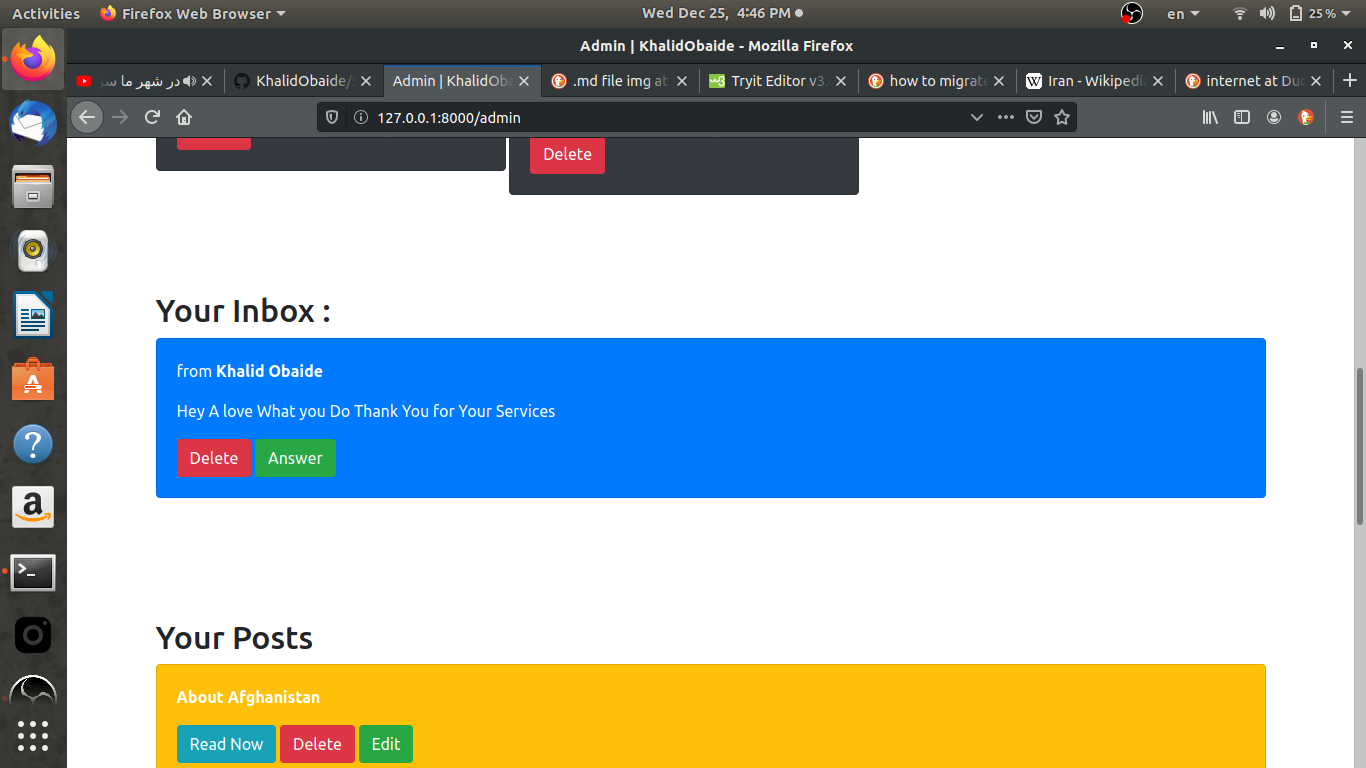 Activities Firefox Web Browser Wed Dec 25, 4:46 PM en 25%
Admin | KhalidObaide - Mozilla Firefox
در شهر ما KhalidObaide/ Admin | KhalidOba .md file img at Tryit Editor v3. how to migrate Iran - Wikipedia internet at Duc
127.0.0.1:8000/admin
Delete
Your Inbox :
from Khalid Obaide
Hey A love What you Do Thank You for Your Services
Delete Answer
Your Posts
About Afghanistan
Read Now Delete Edit